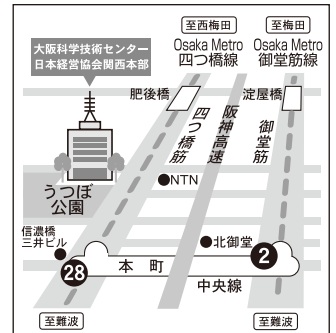 至西梅田
至梅田
大阪科学技術センター
日本経営協会関西本部
Osaka Metro
四つ橋線
Osaka Metro
御堂筋線
肥後橋
淀屋橋
四つ橋筋
阪神高速
御堂筋
●NTN
うつぼ
公園
信濃橋
三井ビル
●北御堂
2
28
本町
中央線
至難波
至難波